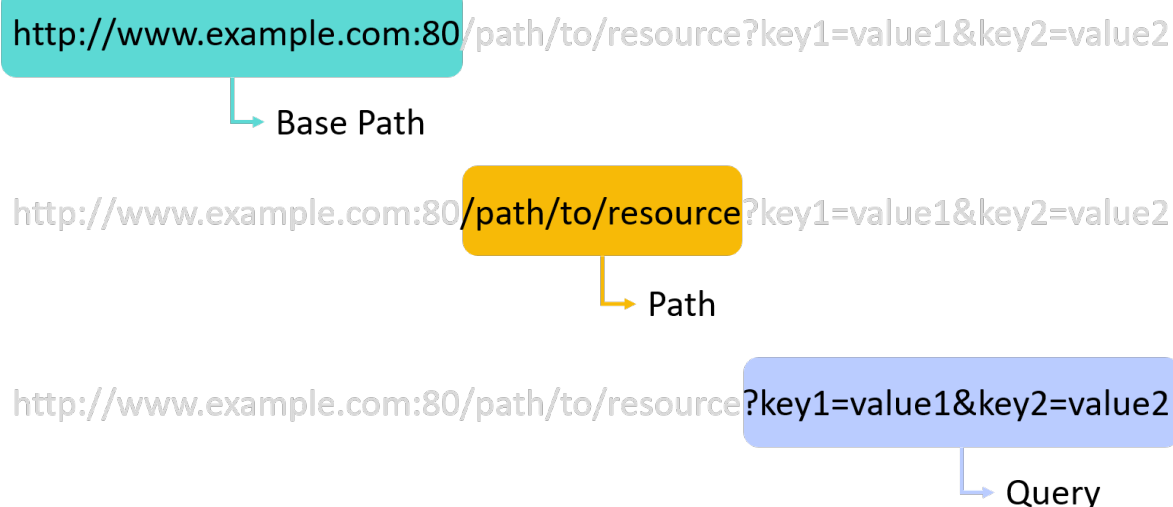 http://www.example.com:80/path/to/resource?key1=value1&key2=value2
Base Path
http://www.example.com:80/path/to/resource?key1=value1&key2=value2
Path
http://www.example.com:80/path/to/resource?key1=value1&key2=value2
Query